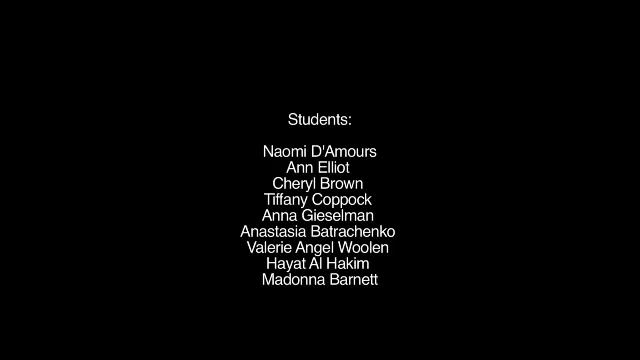 Students:
Naomi D'Amours
Ann Elliot
Cheryl Brown
Tiffany Coppock
Anna Gieselman
Anastasia Batrachenko
Valerie Angel Woolen
Hayat Al Hakim
Madonna Barnett